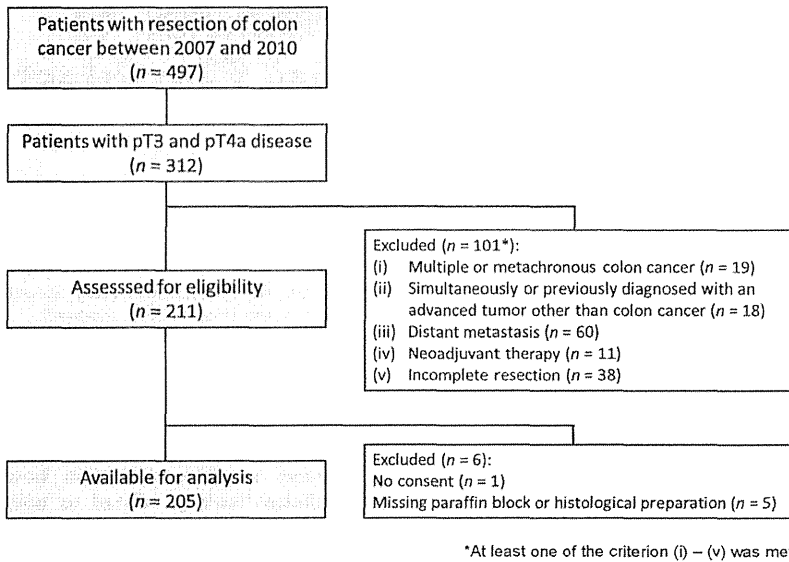 Patients with resection of colon
cancer between 2007 and 2010
(n = 497)
Patients with pT3 and pT4a disease
(n = 312)
Excluded (n = 101*):
(i) Multiple or metachronous colon cancer (n = 19)
(ii) Simultaneously or previously diagnosed with an
advanced tumor other than colon cancer (n = 18)
(iii) Distant metastasis (n = 60)
(iv) Neoadjuvant therapy (n = 11)
(v) Incomplete resection (n = 38)
Assesssed for eligibility
(n = 211)
Excluded (n = 6):
No consent (n = 1)
Missing paraffin block or histological preparation (n = 5)
Available for analysis
(n = 205)
*At least one of the criterion (i) – (v) was me